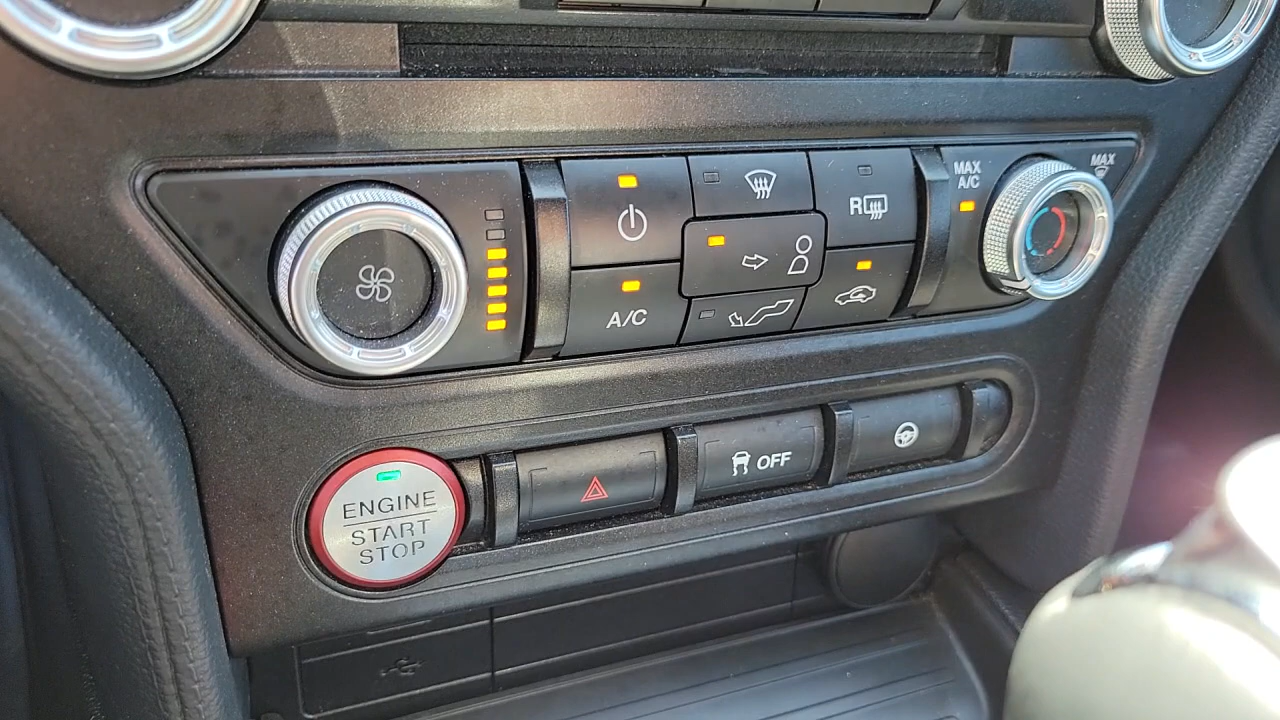 MAX
A/C
MAX
R
A/C
OFF
ENGINE
START
STOP